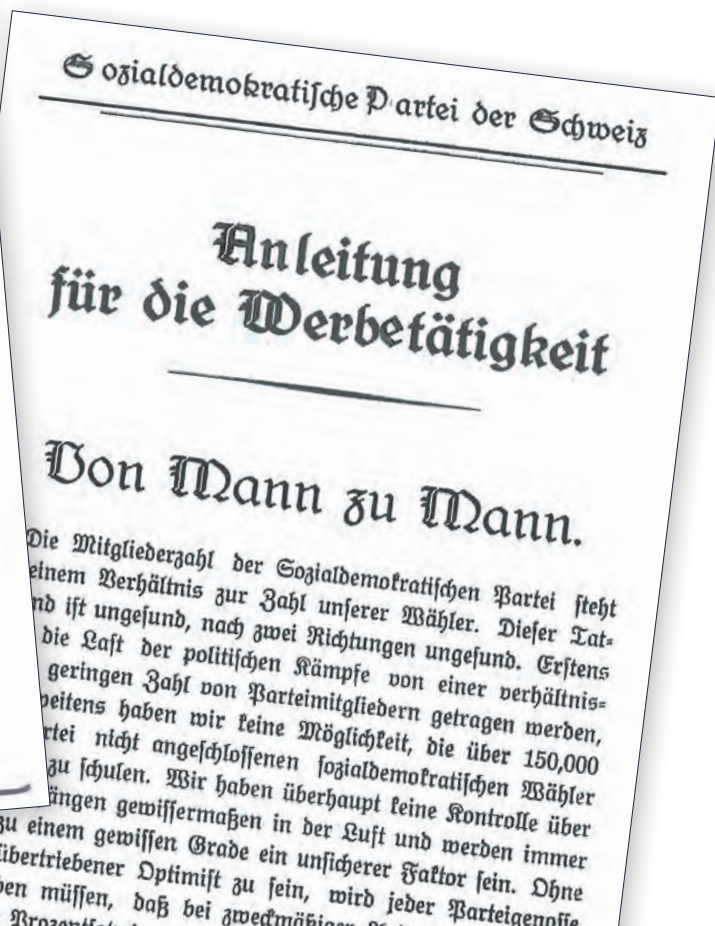 Sozialdemokratische Partei der Schweiz
Anleitung
für die Werbetätigkeit
Von Mann zu Mann.
Die Mitgliederzahl der Sozialdemokratischen Partei steht
einem Verhältnis zur Zahl unserer Wähler. Dieser Tat-
nd ist ungesund, nach zwei Richtungen ungesund. Erstens
die Last der politischen Kämpfe von einer verhältnis-
geringen Zahl von Parteimitgliedern getragen werden,
weitens haben wir keine Möglichkeit, die über 150,000
rtei nicht angeschlossenen sozialdemokratischen Wähler
zu schulen. Wir haben überhaupt keine Kontrolle über
ängen gewissermaßen in der Luft und werden immer
zu einem gewissen Grade ein unsicherer Faktor sein. Ohne
übertriebener Optimist zu sein, wird jeder Parteigenosse
ben müssen, daß bei